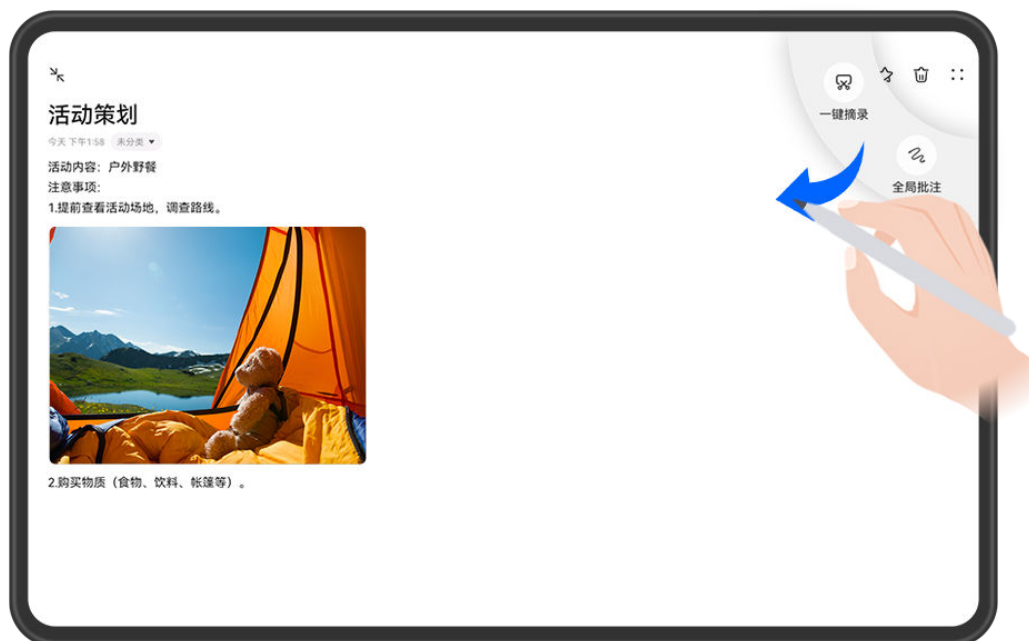 一键摘录
全局批注
活动策划
今天 下午1:58 未分类
活动内容：户外野餐
注意事项：
1.提前查看活动场地，调查路线。
2.购买物质（食物、饮料、帐篷等）。